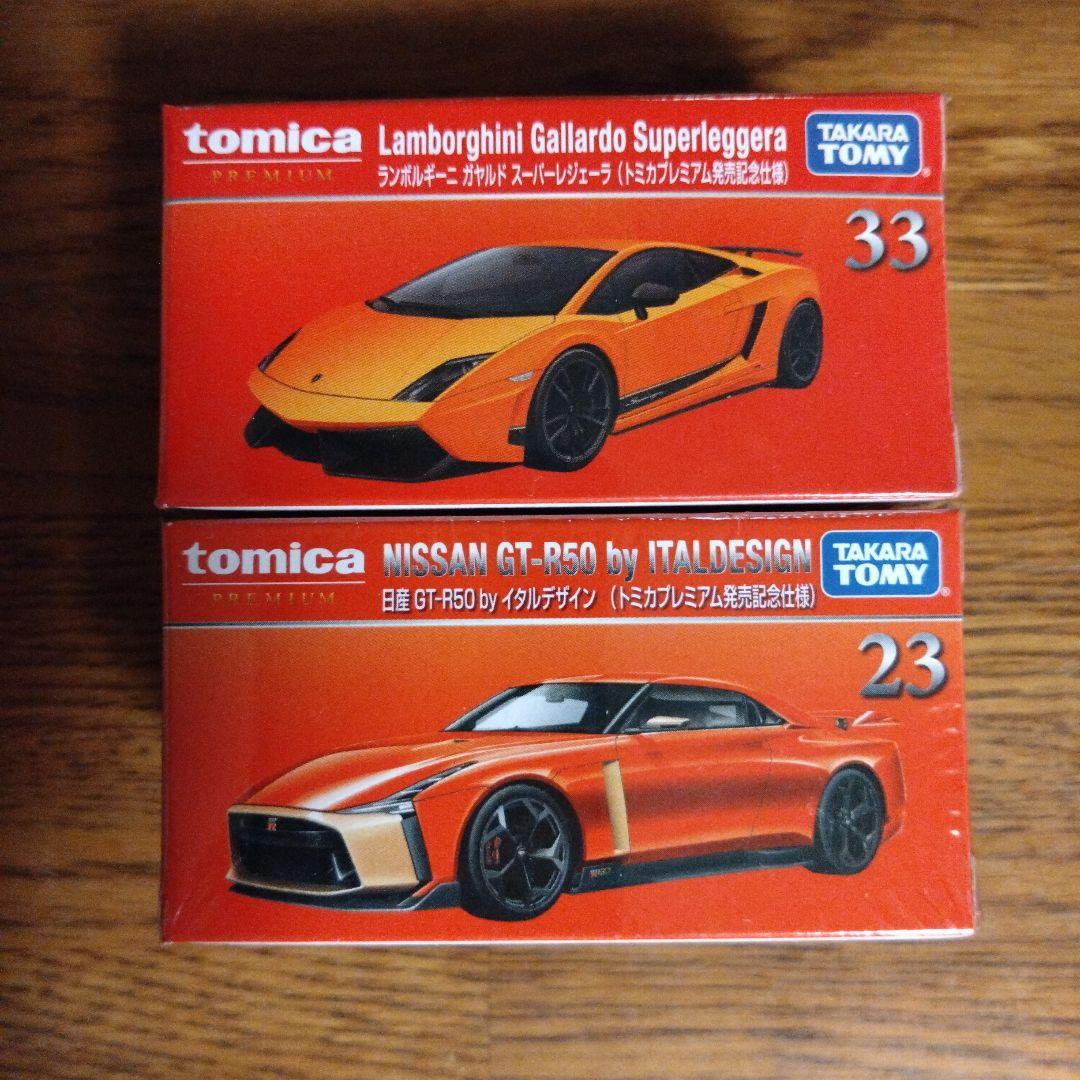 tomica
PREMIUM
Lamborghini Gallardo Superleggera
ランボルギーニ ガヤルド スーパーレジェーラ（トミカプレミアム発売記念仕様）
TAKARA
TOMY
33
tomica
PREMIUM
NISSAN GT-R50 by ITALDESIGN
日産 GT-R50 by イタルデザイン （トミカプレミアム発売記念仕様）
TAKARA
TOMY
23